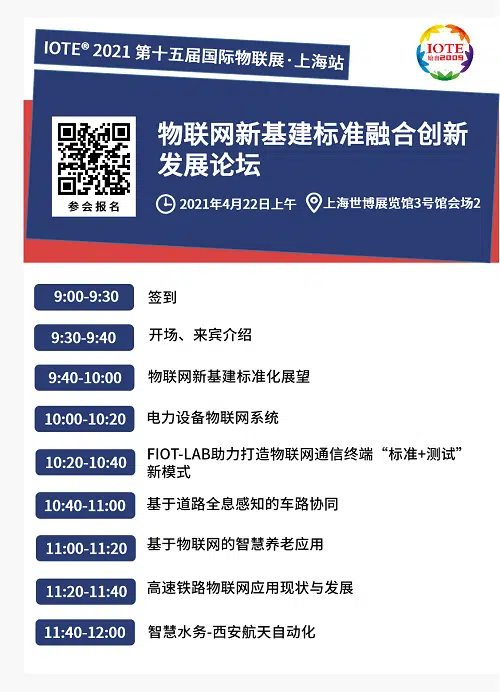 IOTE® 2021 第十五届国际物联展·上海站
IOTE
始自2009
物联网新基建标准融合创新
发展论坛
参会报名
2021年4月22日上午
上海世博展览馆3号馆会场2
9:00-9:30 签到
9:30-9:40 开场、来宾介绍
9:40-10:00 物联网新基建标准化展望
10:00-10:20 电力设备物联网系统
10:20-10:40 FIOT-LAB助力打造物联网通信终端“标准+测试”
新模式
10:40-11:00 基于道路全息感知的车路协同
11:00-11:20 基于物联网的智慧养老应用
11:20-11:40 高速铁路物联网应用现状与发展
11:40-12:00 智慧水务-西安航天自动化